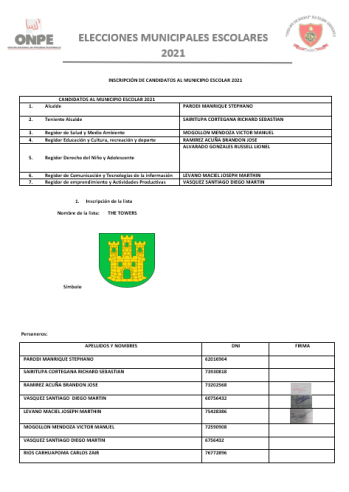 ONPE
ELECCIONES MUNICIPALES ESCOLARES
2021
INSCRIPCIÓN DE CANDIDATOS AL MUNICIPIO ESCOLAR 2021
CANDIDATOS AL MUNICIPIO ESCOLAR 2021
1. Alcalde PARODI MANRIQUE STEPHANO
2. Teniente Alcalde SAIRITUPA CORTEGANA RICHARD SEBASTIAN
3. Regidor de Salud y Medio Ambiente MOGOLLON MENDOZA VICTOR MANUEL
4. Regidor Educación y Cultura, recreación y deporte RAMIREZ ACUÑA BRANDON JOSE
5. Regidor Derecho del Niño y Adolescente ALVARADO GONZALES RUSSELL LIONEL
6. Regidor de Comunicación y Tecnologías de la información LEVANO MACIEL JOSEPH MARTHIN
7. Regidor de emprendimiento y Actividades Productivas VASQUEZ SANTIAGO DIEGO MARTIN
1. Inscripción de la lista
Nombre de la lista: THE TOWERS
Símbolo
Personeros:
APELLIDOS Y NOMBRES DNI FIRMA
PARODI MANRIQUE STEPHANO 62016964
SAIRITUPA CORTEGANA RICHARD SEBASTIAN 73930818
RAMIREZ ACUÑA BRANDON JOSE 73202568
VASQUEZ SANTIAGO DIEGO MARTIN 60756432
LEVANO MACIEL JOSEPH MARTHIN 75428386
MOGOLLON MENDOZA VICTOR MANUEL 72590908
VASQUEZ SANTIAGO DIEGO MARTIN 6756432
RIOS CARHUAPOMA CARLOS ZAIR 76772896